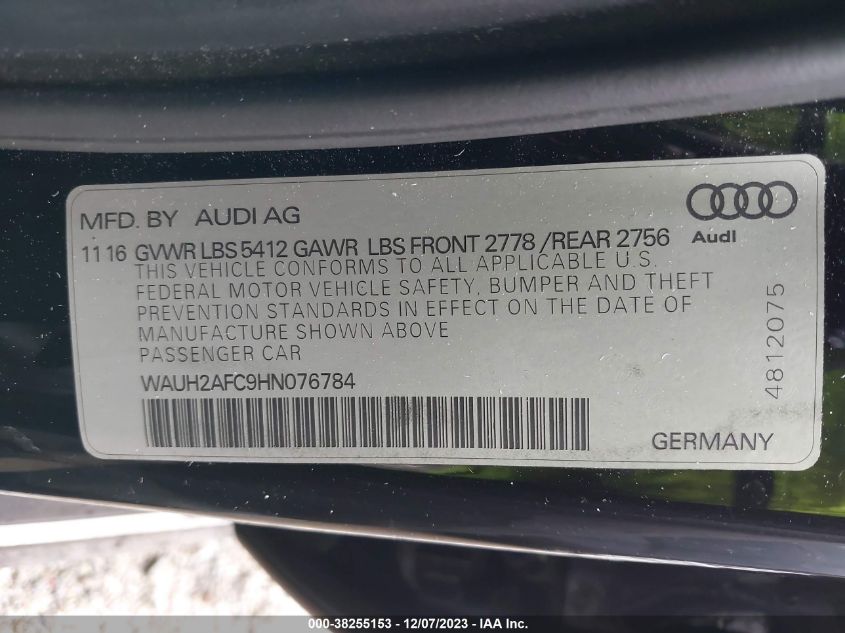 MFD. BY AUDI AG
11 16 GVWR LBS 5412 GAWR LBS FRONT 2778 /REAR 2756
Audi
THIS VEHICLE CONFORMS TO ALL APPLICABLE U.S.
FEDERAL MOTOR VEHICLE SAFETY, BUMPER AND THEFT
PREVENTION STANDARDS IN EFFECT ON THE DATE OF
MANUFACTURE SHOWN ABOVE
PASSENGER CAR
WAUH2AFC9HN076784
4812075
GERMANY
000-38255153 - 12/07/2023 - IAA Inc.